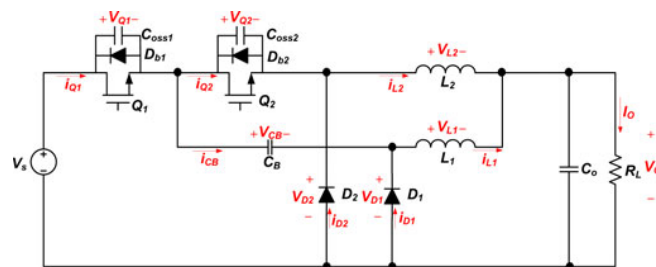 +VQ1− +VQ2−
Coss1 Coss2
Db1 Db2
+VL2−
iQ1 Q1 iQ2 Q2 iL2 L2
IO
+VCB− +VL1−
Vs + − iCB CB L1 iL1
+ + Co RL +
VD2 D2 VD1 D1
− iD2 − iD1 −